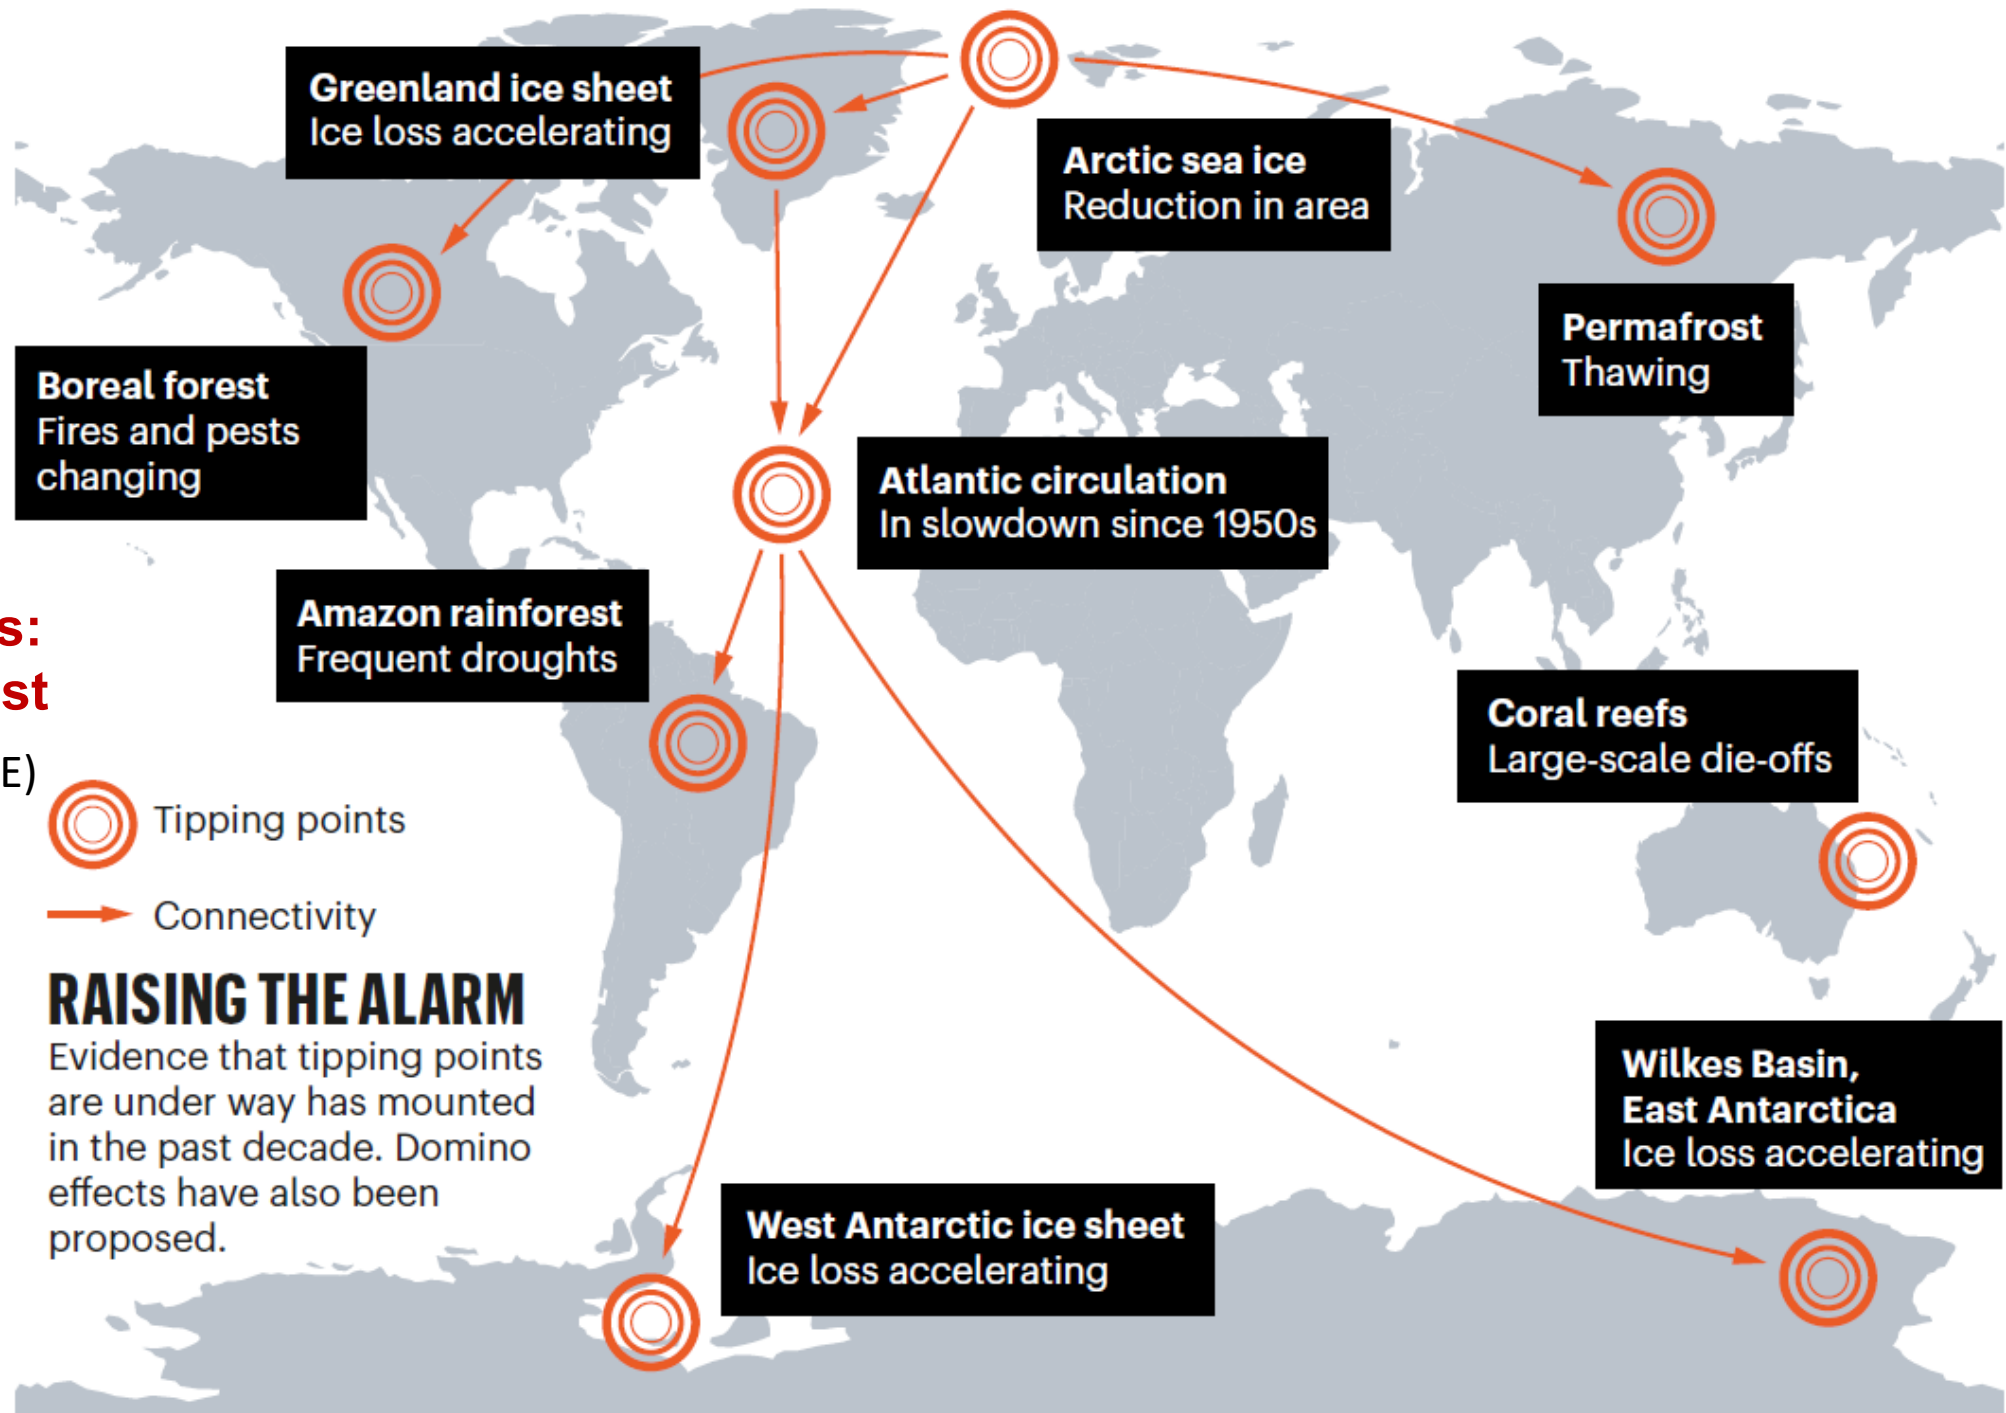 Greenland ice sheet
Ice loss accelerating
Arctic sea ice
Reduction in area
Permafrost
Thawing
Boreal forest
Fires and pests
changing
Atlantic circulation
In slowdown since 1950s
Amazon rainforest
Frequent droughts
s:
st
E)
Coral reefs
Large-scale die-offs
Tipping points
Connectivity
RAISING THE ALARM
Evidence that tipping points
are under way has mounted
in the past decade. Domino
effects have also been
proposed.
Wilkes Basin,
East Antarctica
Ice loss accelerating
West Antarctic ice sheet
Ice loss accelerating